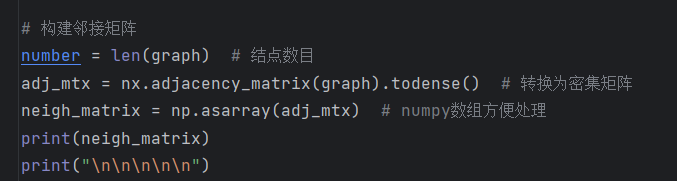 # 构建邻接矩阵
number = len(graph)  # 结点数目
adj_mtx = nx.adjacency_matrix(graph).todense()  # 转换为密集矩阵
neigh_matrix = np.asarray(adj_mtx)  # numpy数组方便处理
print(neigh_matrix)
print("\n\n\n\n\n")